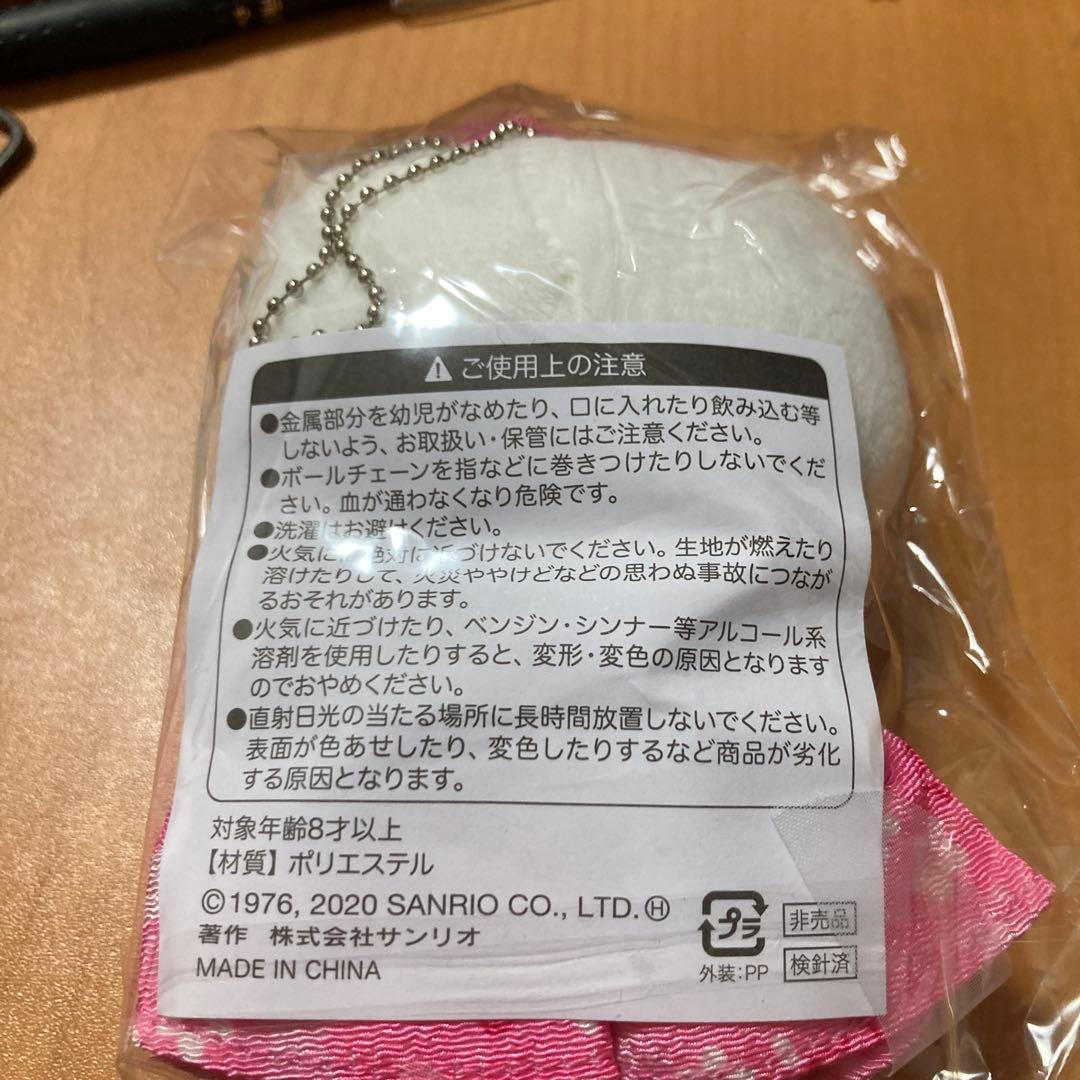 ⚠ご使用上の注意
●金属部分を幼児がなめたり、口に入れたり飲み込む等
しないよう、お取扱い・保管にはご注意ください。
●ボールチェーンを指などに巻きつけたりしないでくだ
さい。血が通わなくなり危険です。
●洗濯はお避けください。
●火気には絶対に近づけないでください。生地が燃えたり
溶けたりして、火災ややけどなどの思わぬ事故につなが
るおそれがあります。
●火気に近づけたり、ベンジン・シンナー等アルコール系
溶剤を使用したりすると、変形・変色の原因となります
のでおやめください。
●直射日光の当たる場所に長時間放置しないでください。
表面が色あせしたり、変色したりするなど商品が劣化
する原因となります。
対象年齢8才以上
【材質】ポリエステル
©1976, 2020 SANRIO CO., LTD.Ⓗ
著作 株式会社サンリオ
MADE IN CHINA
プラ
外装:PP
非売品
検針済